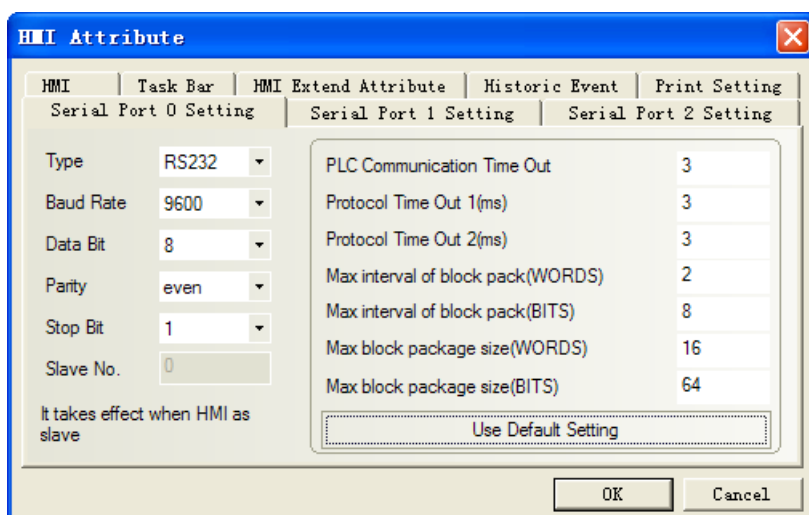 HMI Attribute
HMI Task Bar HMI Extend Attribute Historic Event Print Setting
Serial Port 0 Setting Serial Port 1 Setting Serial Port 2 Setting
Type RS232
Baud Rate 9600
Data Bit 8
Parity even
Stop Bit 1
Slave No. 0
It takes effect when HMI as
slave
PLC Communication Time Out 3
Protocol Time Out 1(ms) 3
Protocol Time Out 2(ms) 3
Max interval of block pack(WORDS) 2
Max interval of block pack(BITS) 8
Max block package size(WORDS) 16
Max block package size(BITS) 64
Use Default Setting
OK Cancel